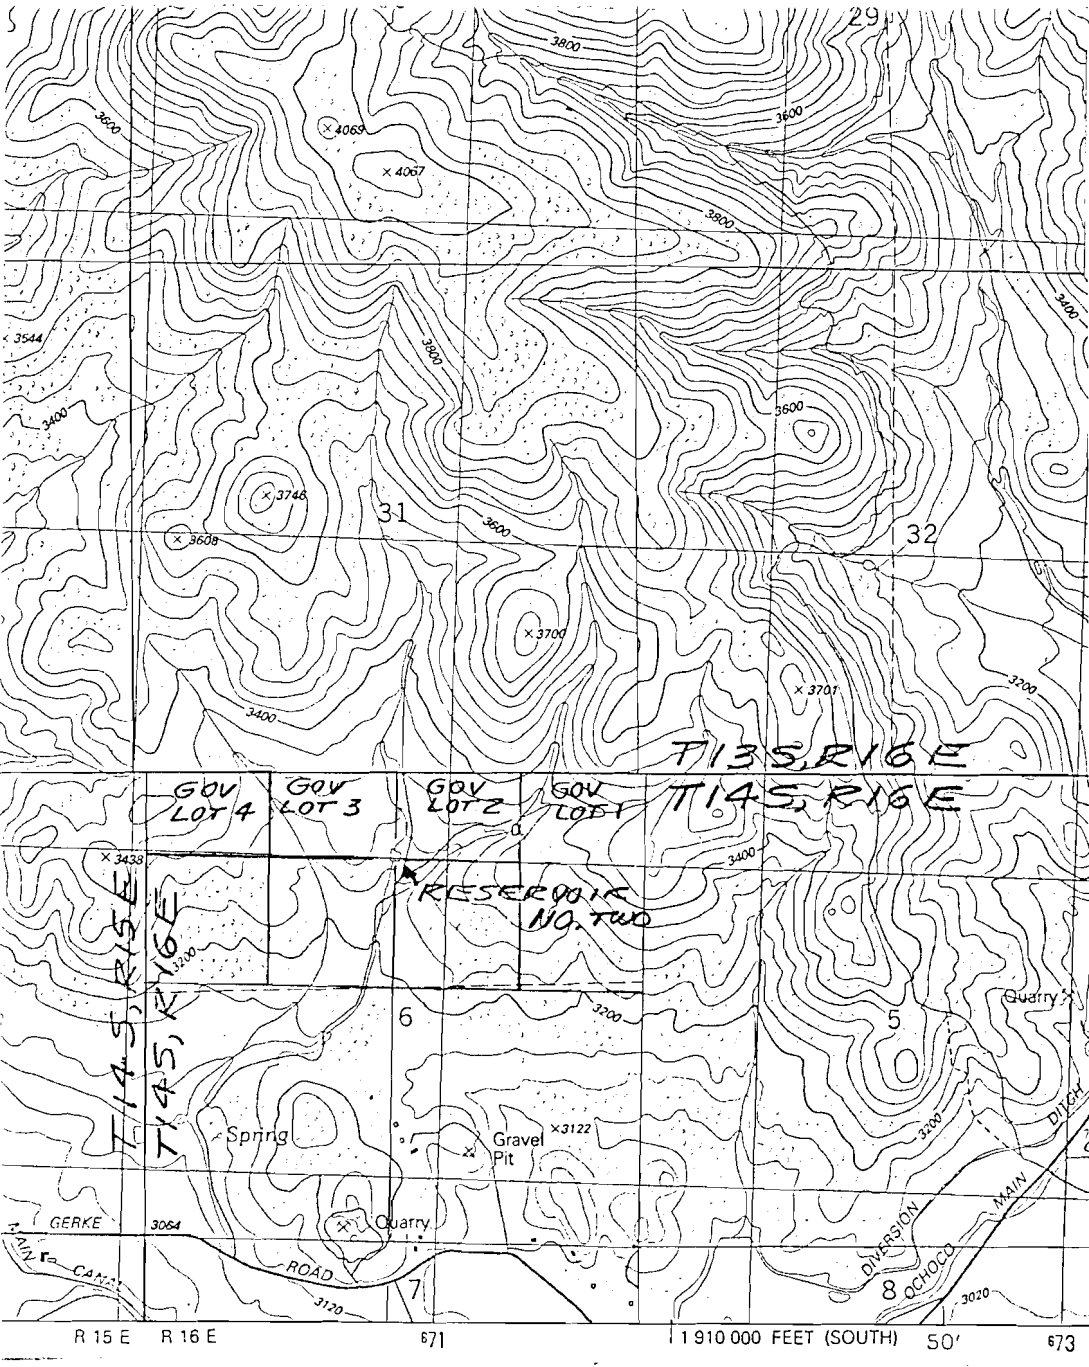 29
3800
3600
3600
×4069
×4067
3800
3400
×3544
3800
3400
3600
×3746
31
3600
32
×3608
×3700
×3701
3200
3400
T13S,R16E
GOV
LOT 4
GOV
LOT 3
GOV
LOT 2
GOV
LOT 1
T14S,R16E
×3438
3400
RESERVOIR
NO. TWO
T14S,R15E
T14S,R16E
3200
6
3200
5
Quarry
Spring
Gravel
Pit
×3122
3200
DITCH
MAIN
GERKE
3064
Quarry
DIVERSION
OCHOCO
CANAL
ROAD
7
8
3120
3020
R 15 E
R 16 E
671
1 910 000 FEET (SOUTH)
50'
673